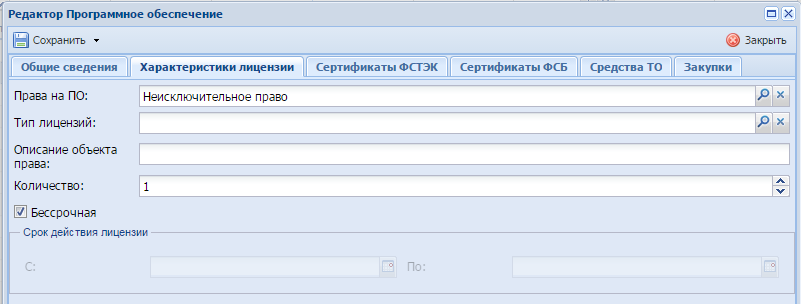 Редактор Программное обеспечение
Сохранить
Закрыть
Общие сведения
Характеристики лицензии
Сертификаты ФСТЭК
Сертификаты ФСБ
Средства ТО
Закупки
Права на ПО: Неисключительное право
Тип лицензий:
Описание объекта
права:
Количество: 1
Бессрочная
Срок действия лицензии
С: По: